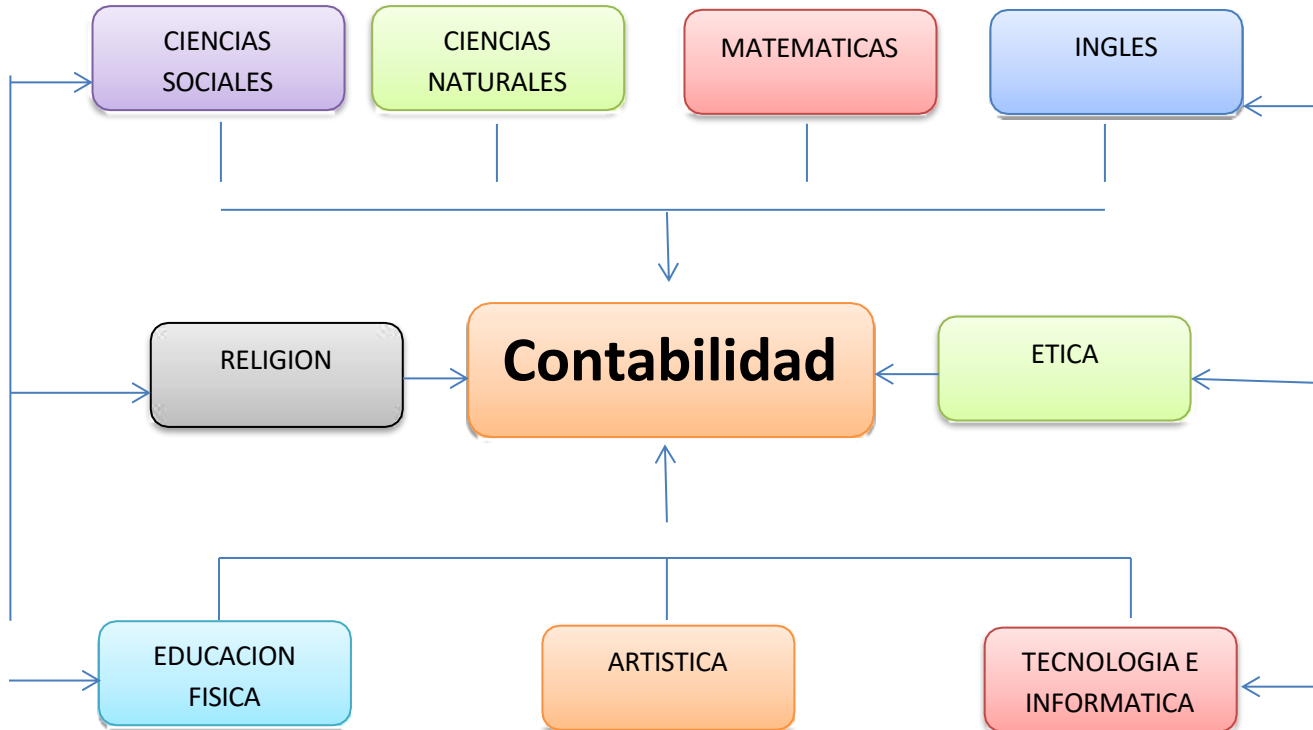 CIENCIAS
SOCIALES
CIENCIAS
NATURALES
MATEMATICAS
INGLES
RELIGION
Contabilidad
ETICA
EDUCACION
FISICA
ARTISTICA
TECNOLOGIA E
INFORMATICA